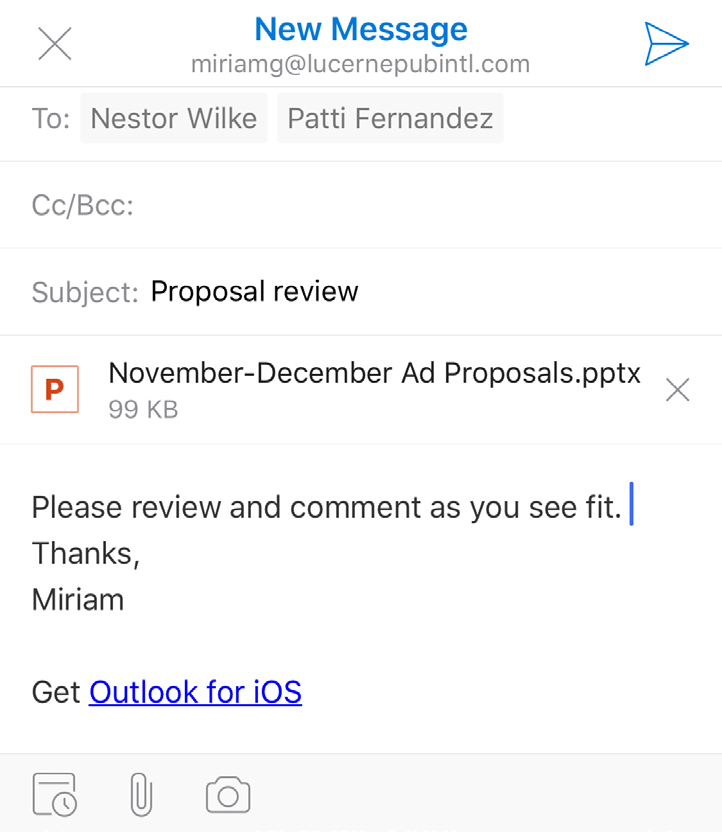 New Message
miriamg@lucernepubintl.com
To: Nestor Wilke Patti Fernandez
Cc/Bcc:
Subject: Proposal review
P
November-December Ad Proposals.pptx
99 KB
Please review and comment as you see fit.
Thanks,
Miriam
Get Outlook for iOS